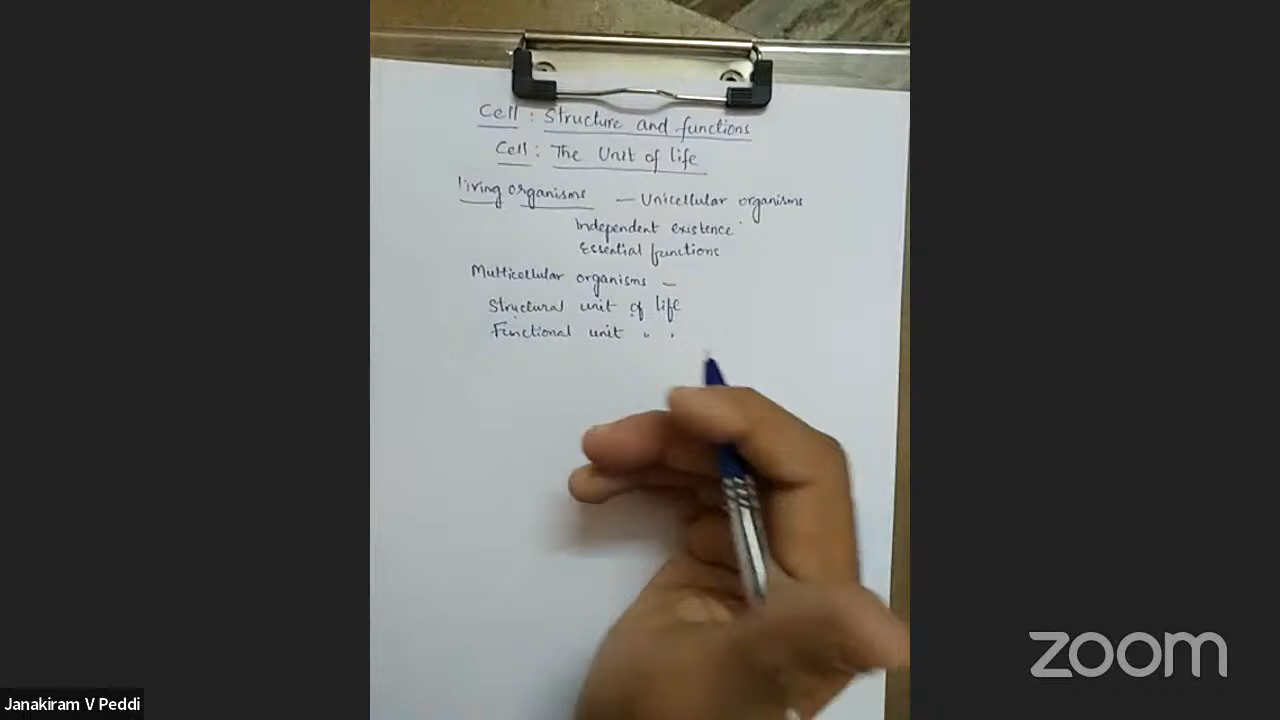 Cell : Structure and functions
Cell : The Unit of life
living organisms — Unicellular organisms
Independent existence
Essential functions
Multicellular organisms —
Structural unit of life
Functional unit " "
zoom
Janakiram V Peddi